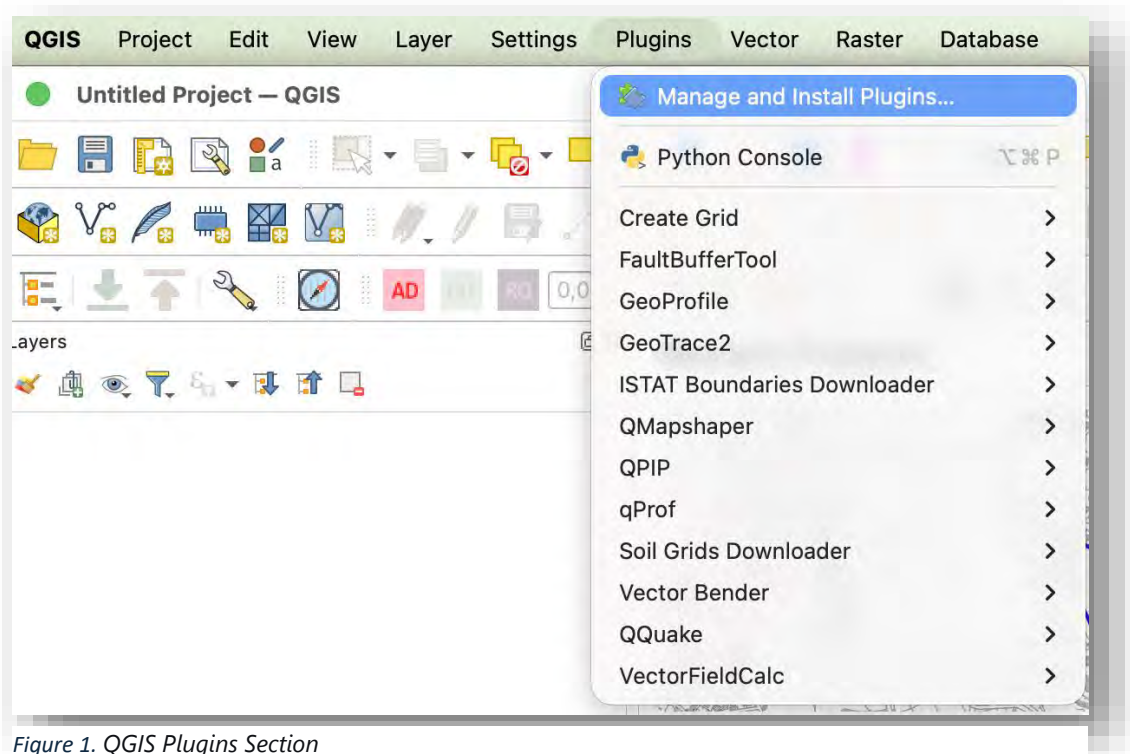 QGIS Project Edit View Layer Settings Plugins Vector Raster Database
Untitled Project — QGIS
Manage and Install Plugins...
Python Console ⌥⌘P
a
Create Grid
FaultBufferTool
AD
0,0
GeoProfile
ayers
GeoTrace2
ISTAT Boundaries Downloader
QMapshaper
QPIP
qProf
Soil Grids Downloader
Vector Bender
QQuake
VectorFieldCalc
Figure 1. QGIS Plugins Section